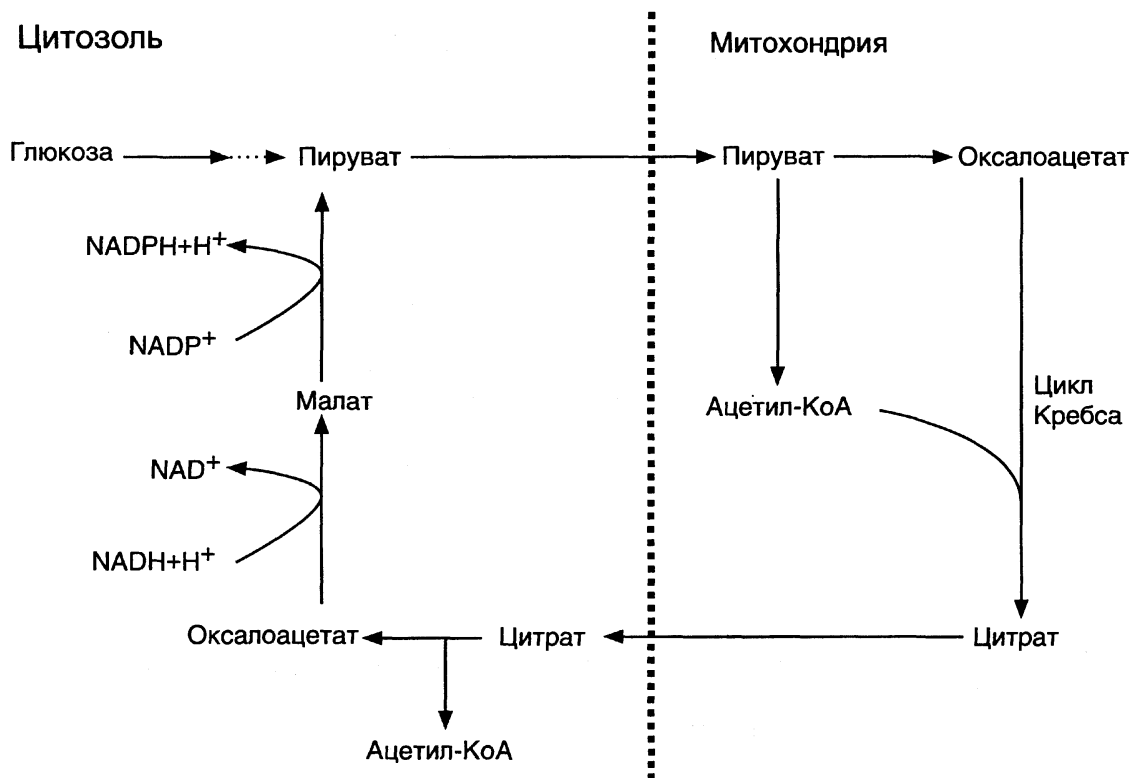 Цитозоль
Митохондрия
Глюкоза
Пируват
Пируват
Оксалоацетат
NADPH+H⁺
NADP⁺
Малат
Ацетил-КоА
Цикл
Кребса
NAD⁺
NADH+H⁺
Оксалоацетат
Цитрат
Цитрат
Ацетил-КоА